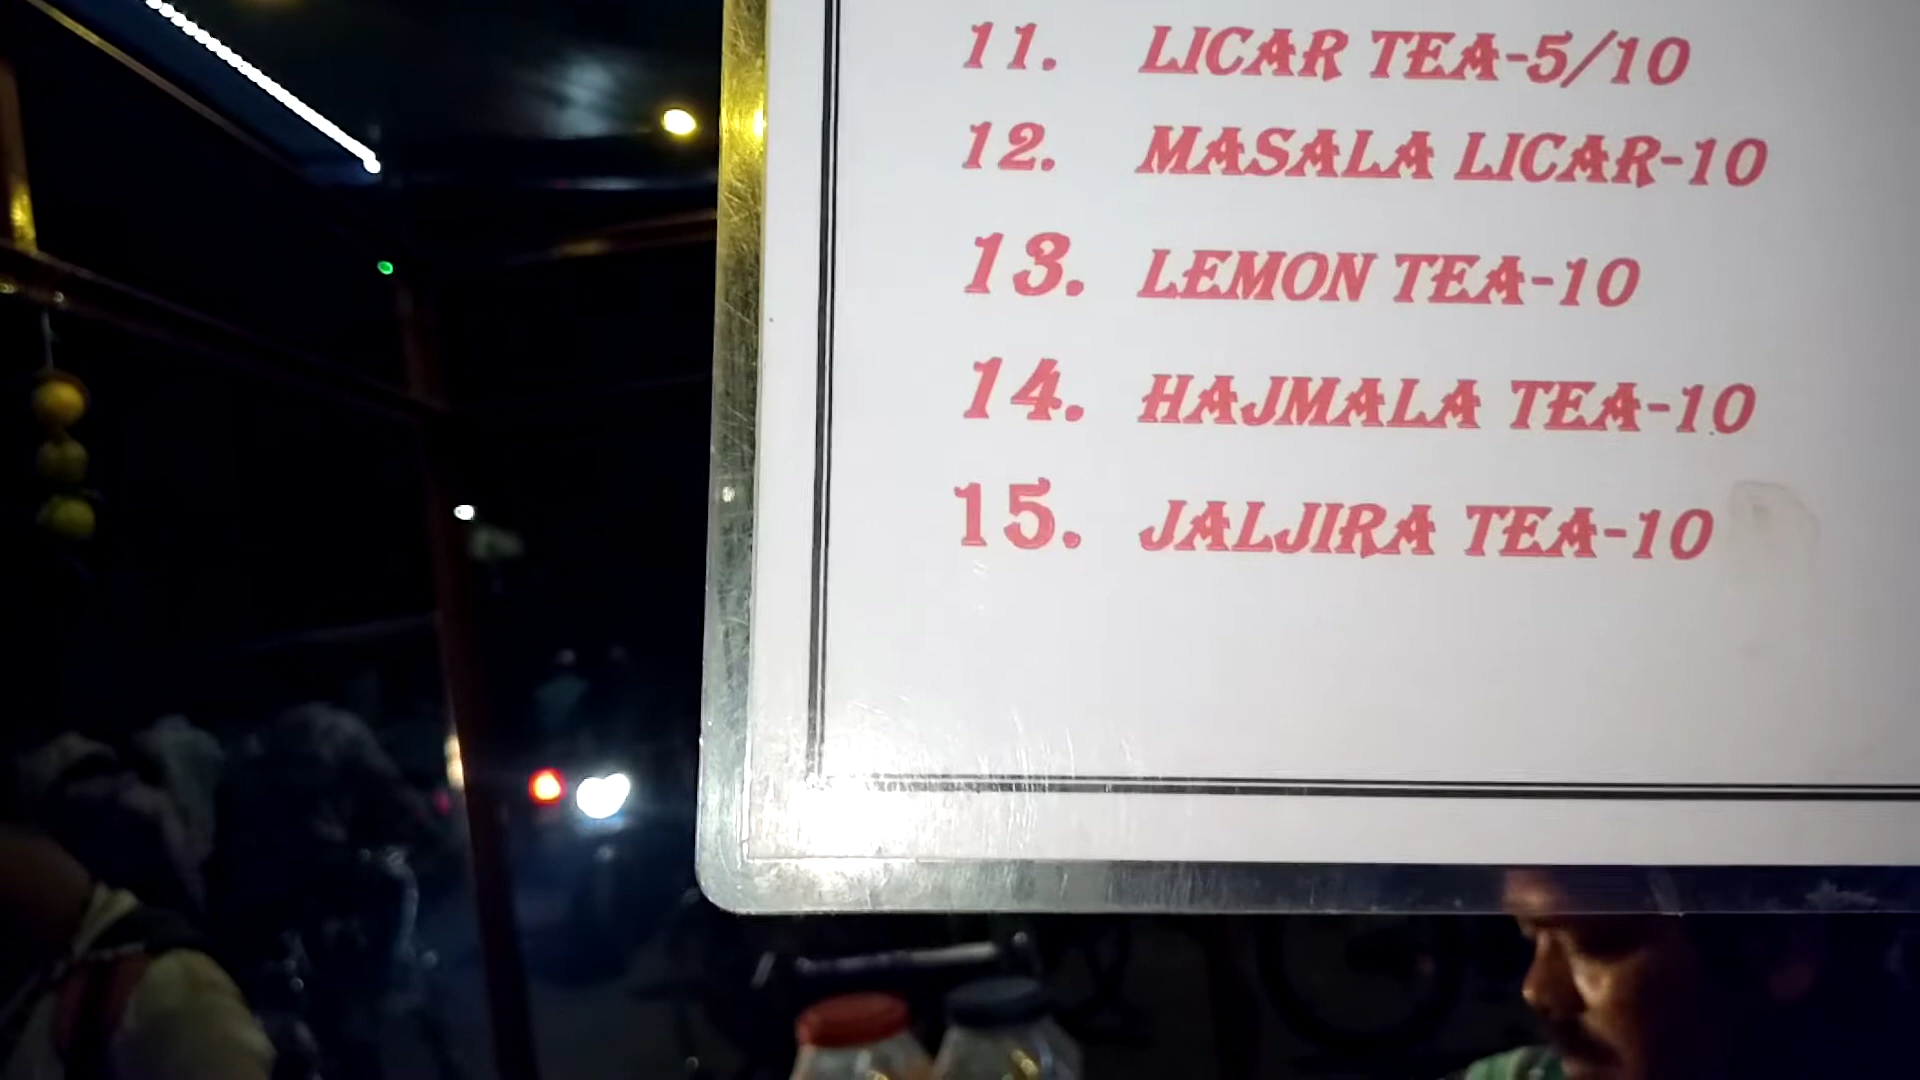 11. LICAR TEA-5/10
12. MASALA LICAR-10
13. LEMON TEA-10
14. HAJMALA TEA-10
15. JALJIRA TEA-10